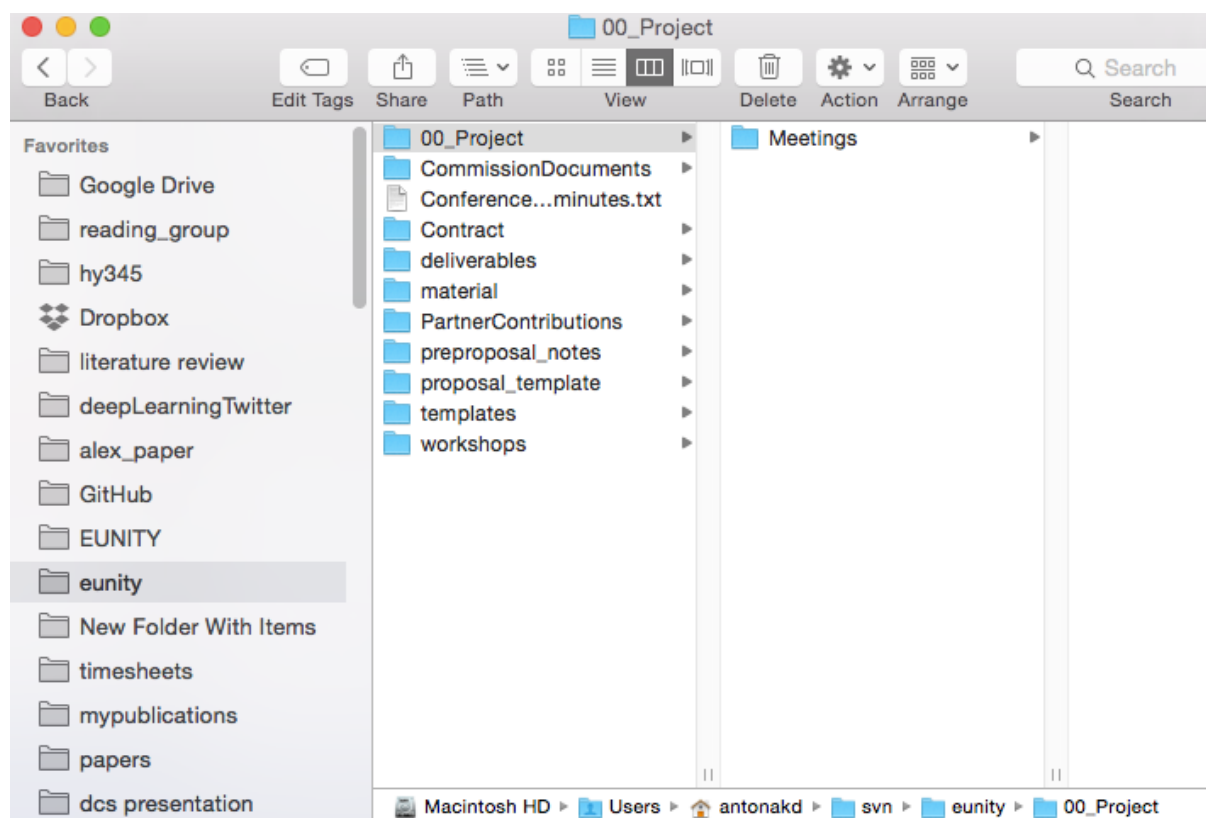 00_Project
Back
Edit Tags
Share
Path
View
Delete
Action
Arrange
Search
Search
Favorites
Google Drive
reading_group
hy345
Dropbox
literature review
deepLearningTwitter
alex_paper
GitHub
EUNITY
eunity
New Folder With Items
timesheets
mypublications
papers
dcs presentation
00_Project
CommissionDocuments
Conference...minutes.txt
Contract
deliverables
material
PartnerContributions
preproposal_notes
proposal_template
templates
workshops
Meetings
Macintosh HD ▸ Users ▸ antonakd ▸ svn ▸ eunity ▸ 00_Project